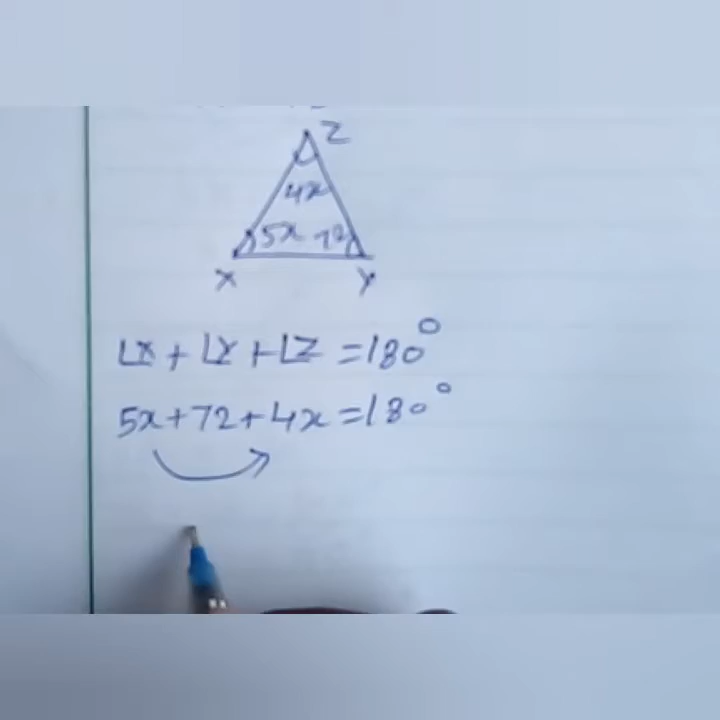 Z
4x
5x 72
X Y
∠X + ∠Y + ∠Z = 180°
5x + 72 + 4x = 180°